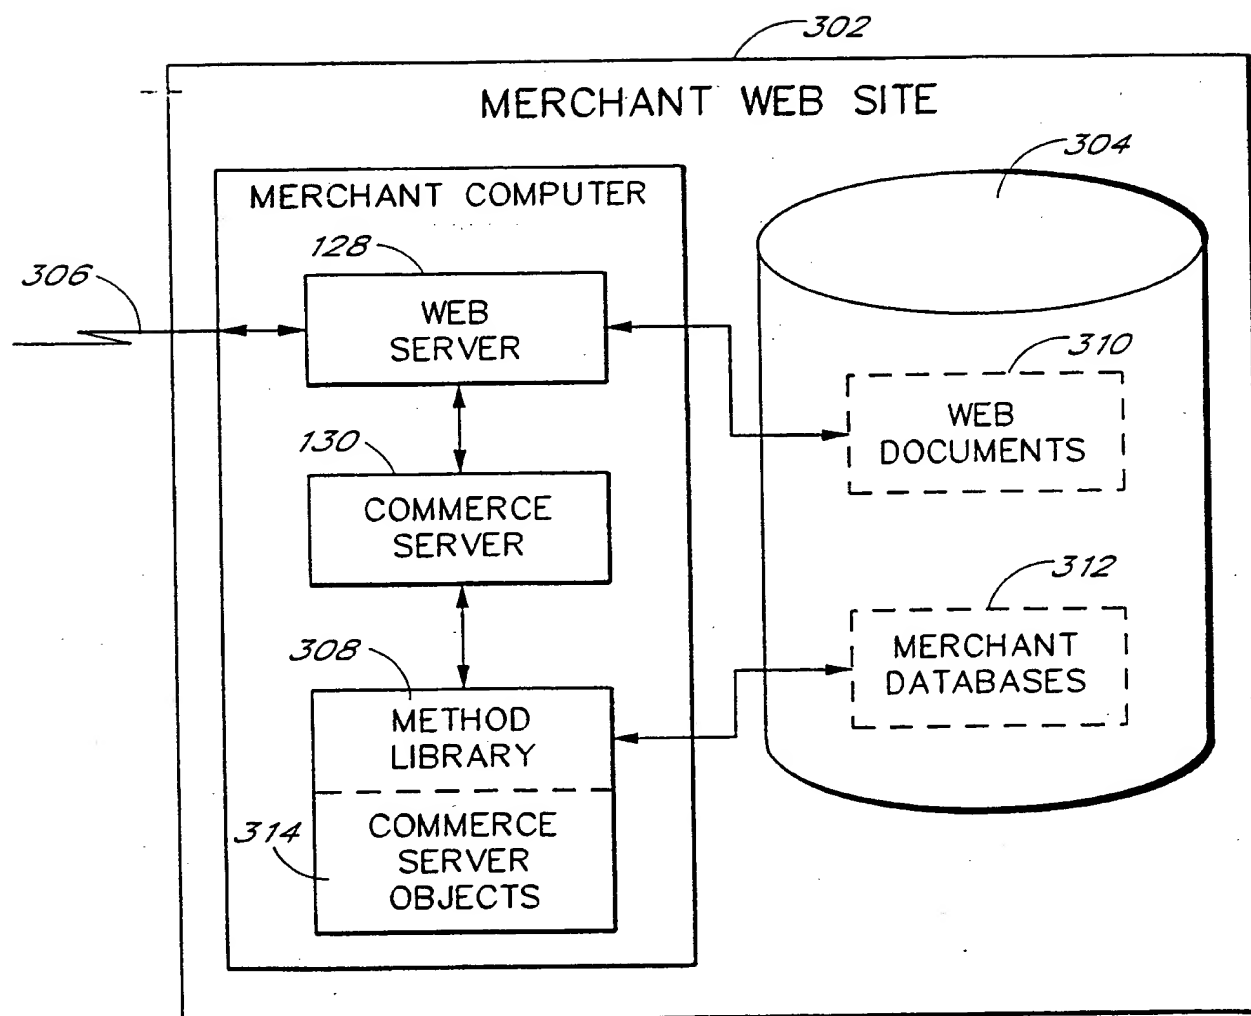 302
MERCHANT WEB SITE
304
MERCHANT COMPUTER
128
306
WEB
SERVER
310
WEB
DOCUMENTS
130
COMMERCE
SERVER
312
308
MERCHANT
DATABASES
METHOD
LIBRARY
314
COMMERCE
SERVER
OBJECTS